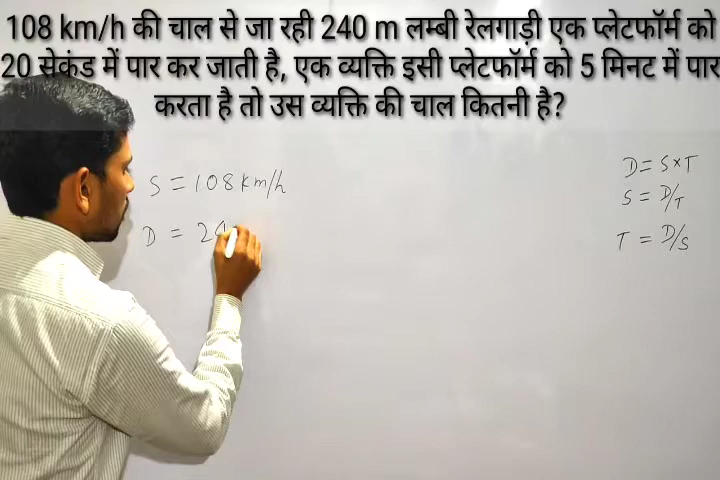 108 km/h की चाल से जा रही 240 m लम्बी रेलगाड़ी एक प्लेटफॉर्म को
20 सेकंड में पार कर जाती है, एक व्यक्ति इसी प्लेटफॉर्म को 5 मिनट में पार
करता है तो उस व्यक्ति की चाल कितनी है?
S = 108 km/h
D = 24
D = S×T
S = D/T
T = D/S